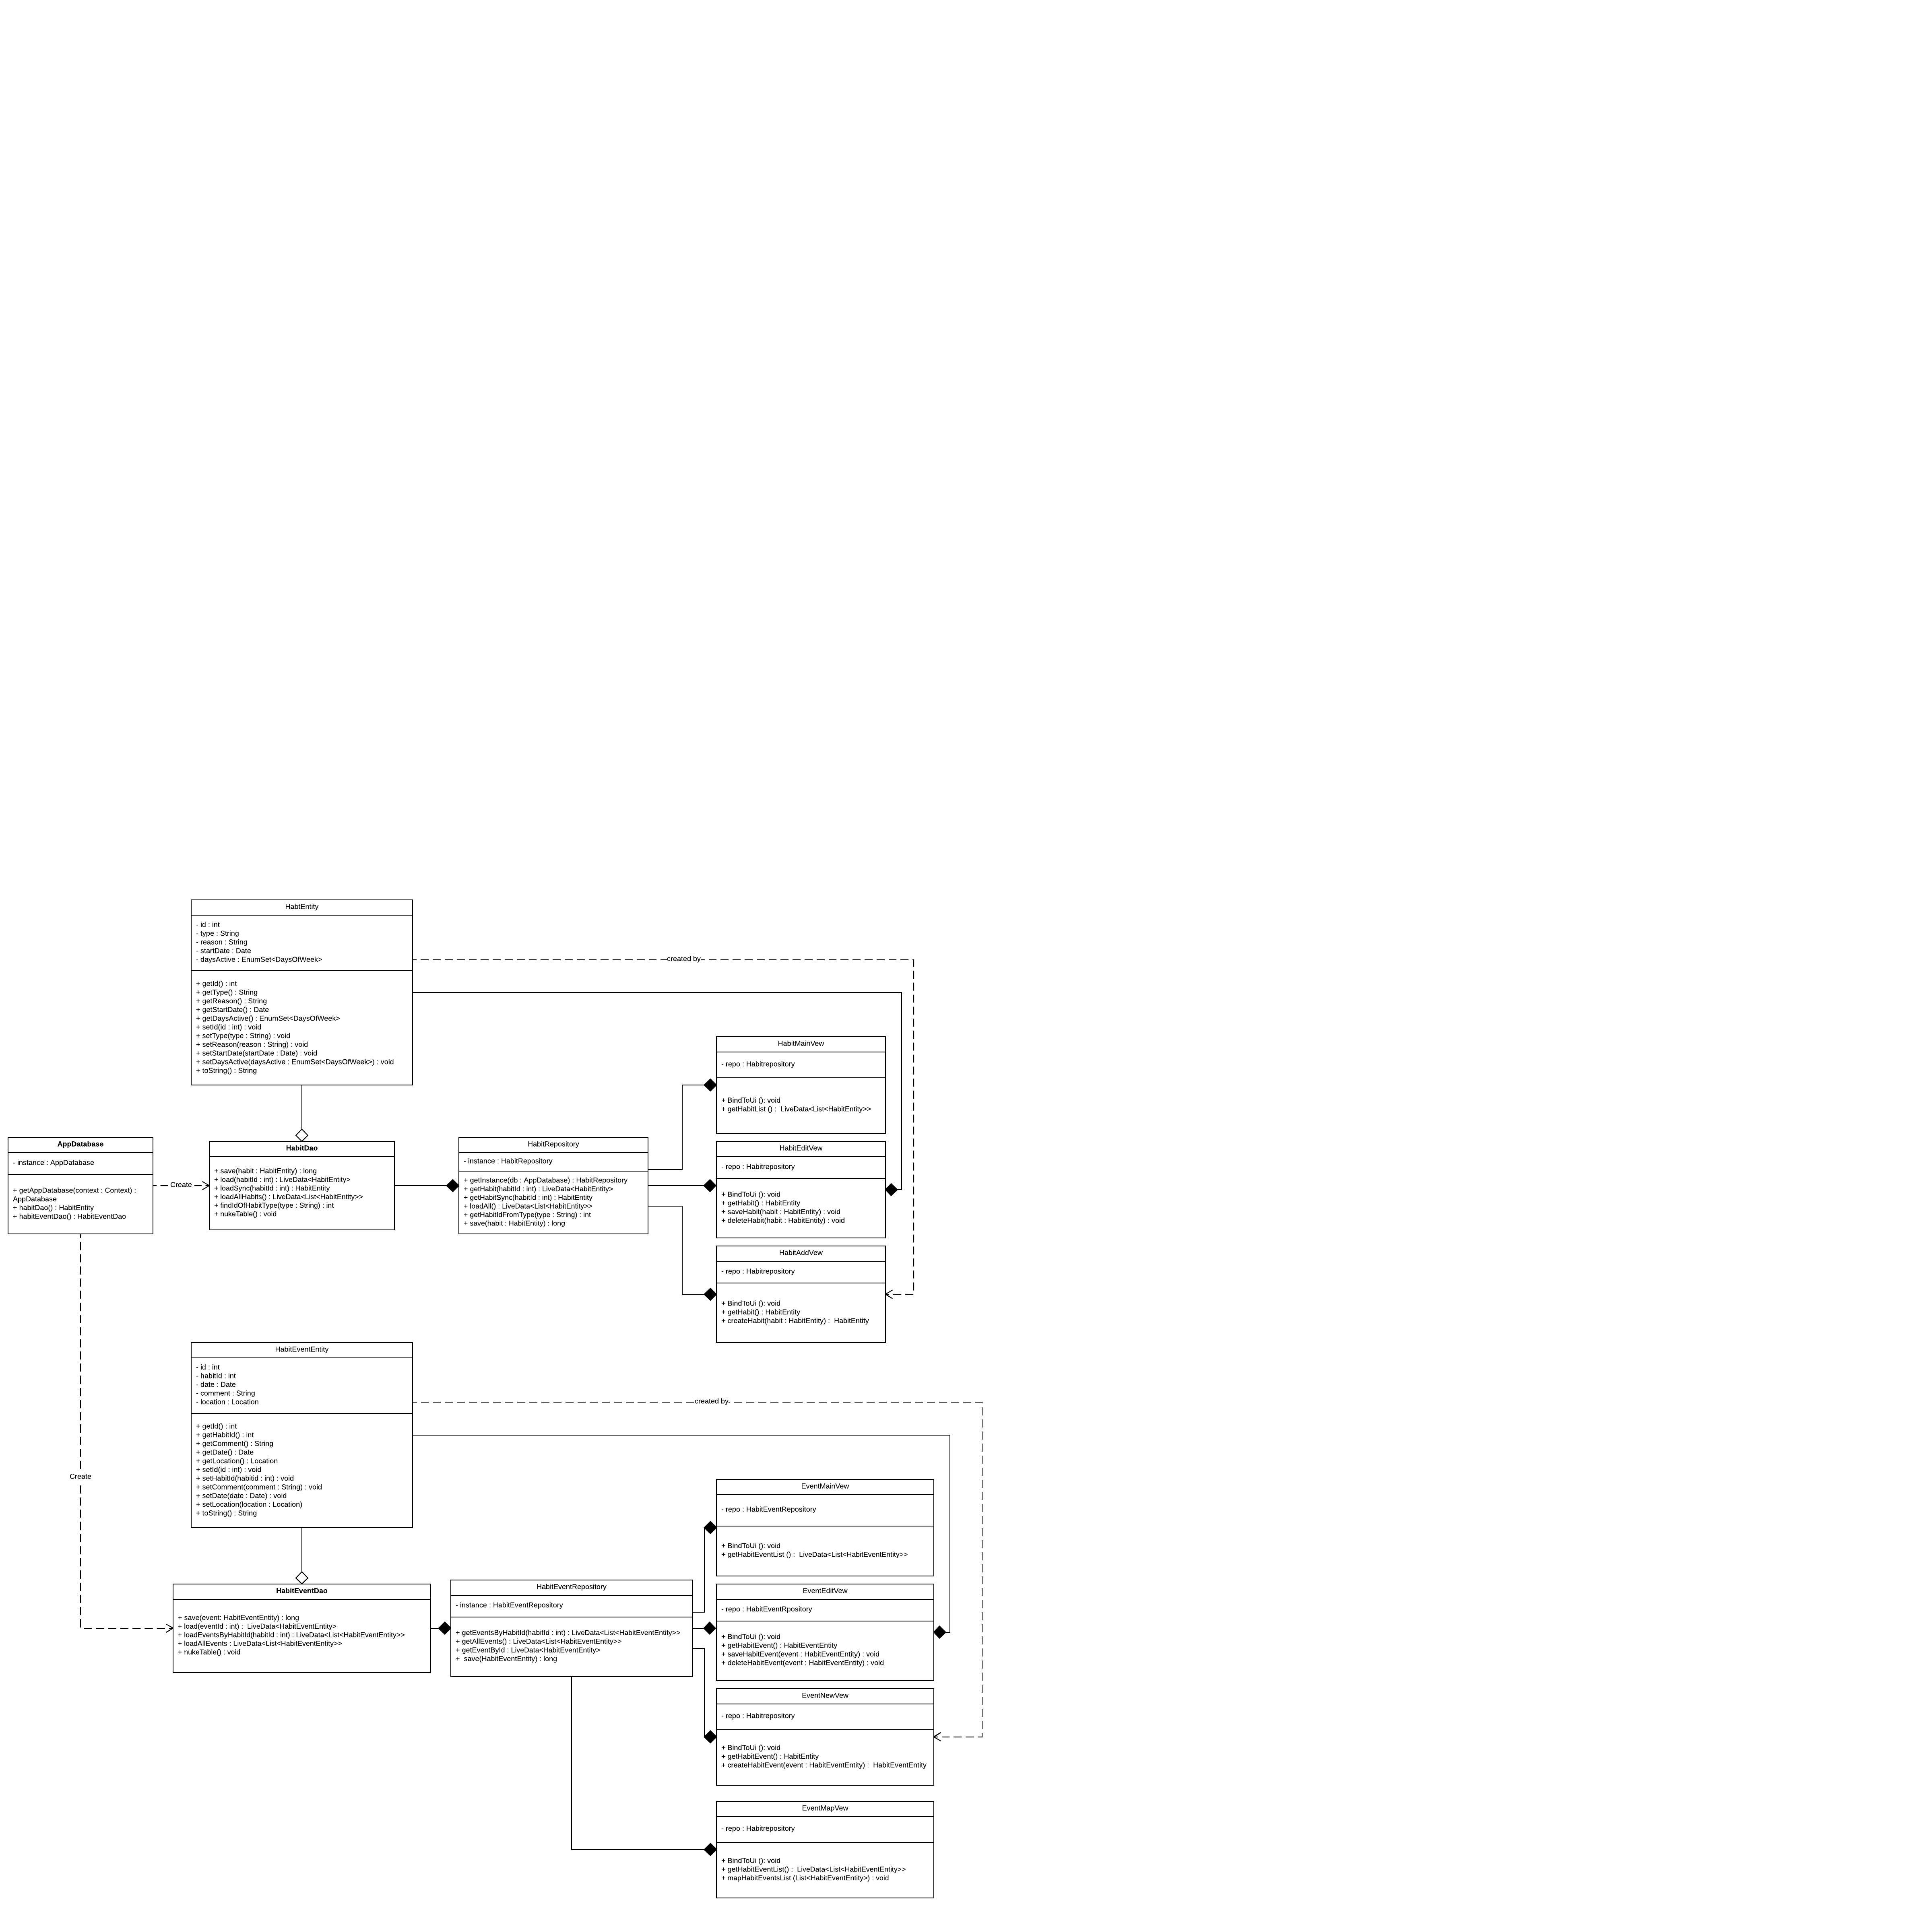 HabtEntity
- id : int
- type : String
- reason : String
- startDate : Date
- daysActive : EnumSet<DaysOfWeek>
+ getId() : int
+ getType() : String
+ getReason() : String
+ getStartDate() : Date
+ getDaysActive() : EnumSet<DaysOfWeek>
+ setId(id : int) : void
+ setType(type : String) : void
+ setReason(reason : String) : void
+ setStartDate(startDate : Date) : void
+ setDaysActive(daysActive : EnumSet<DaysOfWeek>) : void
+ toString() : String
created by
AppDatabase
- instance : AppDatabase
+ getAppDatabase(context : Context) :
AppDatabase
+ habitDao() : HabitEntity
+ habitEventDao() : HabitEventDao
Create
HabitDao
+ save(habit : HabitEntity) : long
+ load(habitId : int) : LiveData<HabitEntity>
+ loadSync(habitId : int) : HabitEntity
+ loadAllHabits() : LiveData<List<HabitEntity>>
+ findIdOfHabitType(type : String) : int
+ nukeTable() : void
HabitRepository
- instance : HabitRepository
+ getInstance(db : AppDatabase) : HabitRepository
+ getHabit(habitId : int) : LiveData<HabitEntity>
+ getHabitSync(habitId : int) : HabitEntity
+ loadAll() : LiveData<List<HabitEntity>>
+ getHabitIdFromType(type : String) : int
+ save(habit : HabitEntity) : long
HabitMainVew
- repo : Habitrepository
+ BindToUi (): void
+ getHabitList () :  LiveData<List<HabitEntity>>
HabitEditVew
- repo : Habitrepository
+ BindToUi (): void
+ getHabit() : HabitEntity
+ saveHabit(habit : HabitEntity) : void
+ deleteHabit(habit : HabitEntity) : void
HabitAddVew
- repo : Habitrepository
+ BindToUi (): void
+ getHabit() : HabitEntity
+ createHabit(habit : HabitEntity) :  HabitEntity
HabitEventEntity
- id : int
- habitId : int
- date : Date
- comment : String
- location : Location
+ getId() : int
+ getHabitId() : int
+ getComment() : String
+ getDate() : Date
+ getLocation() : Location
+ setId(id : int) : void
+ setHabitId(habitid : int) : void
+ setComment(comment : String) : void
+ setDate(date : Date) : void
+ setLocation(location : Location)
+ toString() : String
created by
Create
HabitEventDao
+ save(event: HabitEventEntity) : long
+ load(eventId : int) :  LiveData<HabitEventEntity>
+ loadEventsByHabitId(habitId : int) : LiveData<List<HabitEventEntity>>
+ loadAllEvents : LiveData<List<HabitEventEntity>>
+ nukeTable() : void
HabitEventRepository
- instance : HabitEventRepository
+ getEventsByHabitId(habitId : int) : LiveData<List<HabitEventEntity>>
+ getAllEvents() : LiveData<List<HabitEventEntity>>
+ getEventById : LiveData<HabitEventEntity>
+  save(HabitEventEntity) : long
EventMainVew
- repo : HabitEventRepository
+ BindToUi (): void
+ getHabitEventList () :  LiveData<List<HabitEventEntity>>
EventEditVew
- repo : HabitEventRpository
+ BindToUi (): void
+ getHabitEvent() : HabitEventEntity
+ saveHabitEvent(event : HabitEventEntity) : void
+ deleteHabitEvent(event : HabitEventEntity) : void
EventNewVew
- repo : Habitrepository
+ BindToUi (): void
+ getHabitEvent() : HabitEntity
+ createHabitEvent(event : HabitEventEntity) :  HabitEventEntity
EventMapVew
- repo : Habitrepository
+ BindToUi (): void
+ getHabitEventList() :  LiveData<List<HabitEventEntity>>
+ mapHabitEventsList (List<HabitEventEntity>) : void